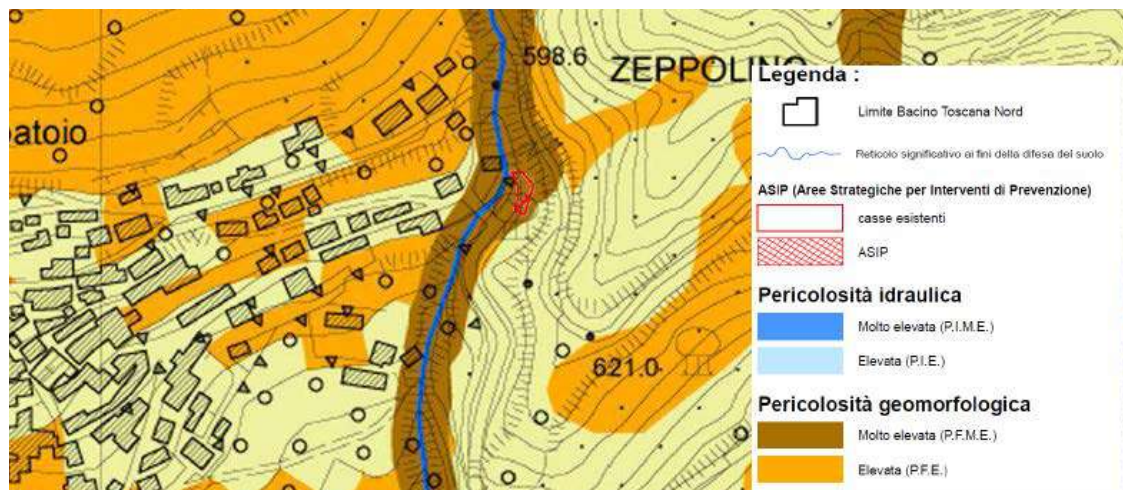 598.6
ZEPPOLINO
patoio
621.0
Legenda :
Limite Bacino Toscana Nord
Reticolo significativo ai fini della difesa del suolo
ASIP (Aree Strategiche per Interventi di Prevenzione)
casse esistenti
ASIP
Pericolosità idraulica
Molto elevata (P.I.M.E.)
Elevata (P.I.E.)
Pericolosità geomorfologica
Molto elevata (P.F.M.E.)
Elevata (P.F.E.)